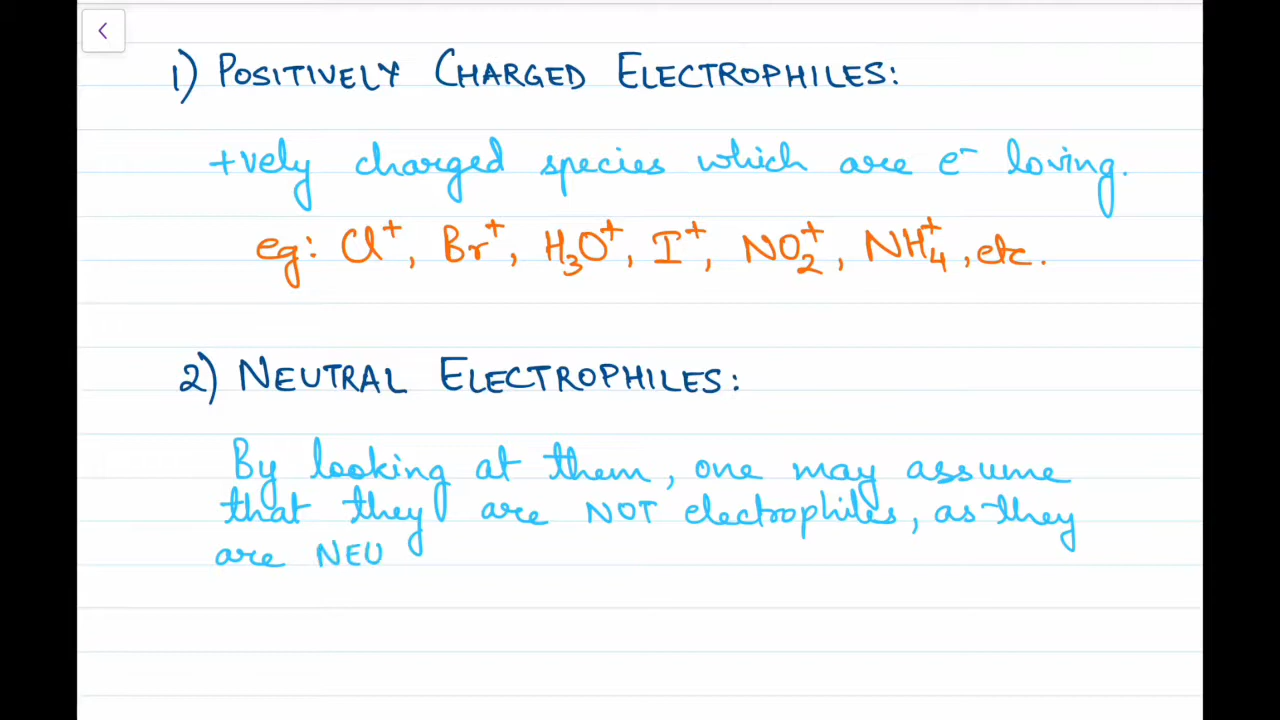 1) POSITIVELY CHARGED ELECTROPHILES:
+vely charged species which are e⁻ loving.
eg: Cl⁺, Br⁺, H₃O⁺, I⁺, NO₂⁺, NH₄⁺, etc.
2) NEUTRAL ELECTROPHILES:
By looking at them, one may assume
that they are NOT electrophiles, as they
are NEU